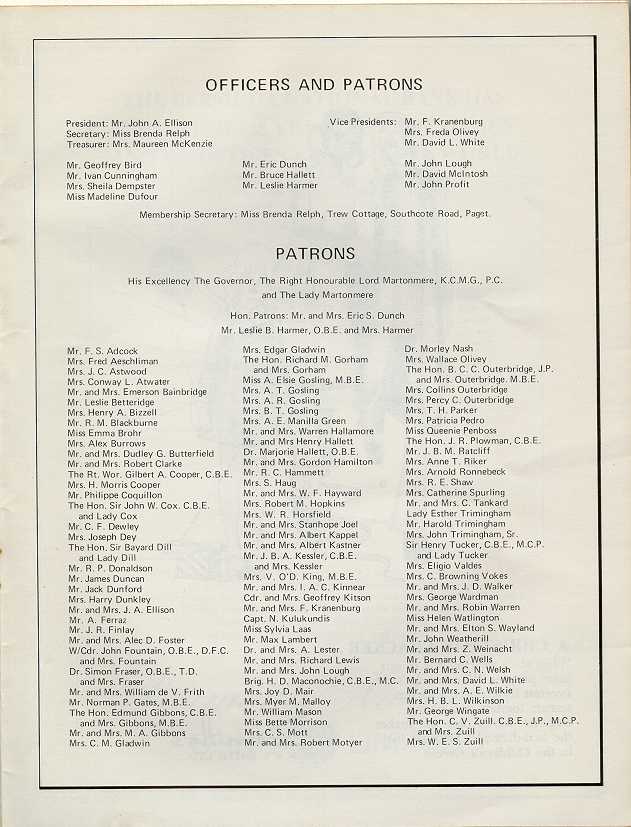 OFFICERS AND PATRONS
President: Mr. John A. Ellison
Secretary: Miss Brenda Relph
Treasurer: Mrs. Maureen McKenzie
Vice Presidents: Mr. F. Kranenburg
Mrs. Freda Olivey
Mr. David L. White
Mr. Geoffrey Bird
Mr. Ivan Cunningham
Mrs. Sheila Dempster
Miss Madeline Dufour
Mr. Eric Dunch
Mr. Bruce Hallett
Mr. Leslie Harmer
Mr. John Lough
Mr. David McIntosh
Mr. John Profit
Membership Secretary: Miss Brenda Relph, Trew Cottage, Southcote Road, Paget.
PATRONS
His Excellency The Governor, The Right Honourable Lord Martonmere, K.C.M.G., P.C.
and The Lady Martonmere
Hon. Patrons: Mr. and Mrs. Eric S. Dunch
Mr. Leslie B. Harmer, O.B.E. and Mrs. Harmer
Mr. F. S. Adcock
Mrs. Fred Aeschliman
Mrs. J. C. Astwood
Mrs. Conway L. Atwater
Mr. and Mrs. Emerson Bainbridge
Mr. Leslie Betteridge
Mrs. Henry A. Bizzell
Mr. R. M. Blackburne
Miss Emma Brohr
Mrs. Alex Burrows
Mr. and Mrs. Dudley G. Butterfield
Mr. and Mrs. Robert Clarke
The Rt. Wor. Gilbert A. Cooper, C.B.E.
Mrs. H. Morris Cooper
Mr. Philippe Coquillon
The Hon. Sir John W. Cox. C.B.E.
and Lady Cox
Mr. C. F. Dewley
Mrs. Joseph Dey
The Hon. Sir Bayard Dill
and Lady Dill
Mr. R. P. Donaldson
Mr. James Duncan
Mr. Jack Dunford
Mrs. Harry Dunkley
Mr. and Mrs. J. A. Ellison
Mr. A. Ferraz
Mr. J. R. Finlay
Mr. and Mrs. Alec D. Foster
W/Cdr. John Fountain, O.B.E., D.F.C.
and Mrs. Fountain
Dr. Simon Fraser, O.B.E., T.D.
and Mrs. Fraser
Mr. and Mrs. William de V. Frith
Mr. Norman P. Gates, M.B.E.
The Hon. Edmund Gibbons, C.B.E.
and Mrs. Gibbons, M.B.E.
Mr. and Mrs. M. A. Gibbons
Mrs. C. M. Gladwin
Mrs. Edgar Gladwin
The Hon. Richard M. Gorham
and Mrs. Gorham
Miss A. Elsie Gosling, M.B.E.
Mrs. A. T. Gosling
Mrs. A. R. Gosling
Mrs. B. T. Gosling
Mrs. A. E. Manilla Green
Mr. and Mrs. Warren Hallamore
Mr. and Mrs Henry Hallett
Dr. Marjorie Hallett, O.B.E.
Mr. and Mrs. Gordon Hamilton
Mr. R. C. Hammett
Mrs. S. Haug
Mr. and Mrs. W. F. Hayward
Mrs. Robert M. Hopkins
Mrs. W. R. Horsfield
Mr. and Mrs. Stanhope Joel
Mr. and Mrs. Albert Kappel
Mr. and Mrs. Albert Kastner
Mr. J. B. A. Kessler, C.B.E.
and Mrs. Kessler
Mrs. V. O'D. King, M.B.E.
Mr. and Mrs. I. A. C. Kinnear
Cdr. and Mrs. Geoffrey Kitson
Mr. and Mrs. F. Kranenburg
Capt. N. Kulukundis
Miss Sylvia Laas
Mr. Max Lambert
Dr. and Mrs. A. Lester
Mr. and Mrs. Richard Lewis
Mr. and Mrs. John Lough
Brig. H. D. Maconochie, C.B.E., M.C.
Mrs. Joy D. Mair
Mrs. Myer M. Malloy
Mr. William Mason
Miss Bette Morrison
Mrs. C. S. Mott
Mr. and Mrs. Robert Motyer
Dr. Morley Nash
Mrs. Wallace Olivey
The Hon. B. C. C. Outerbridge, J.P.
and Mrs. Outerbridge. M.B.E.
Mrs. Collins Outerbridge
Mrs. Percy C. Outerbridge
Mrs. T. H. Parker
Mrs. Patricia Pedro
Miss Queenie Penboss
The Hon. J. R. Plowman, C.B.E.
Mr. J. B. M. Ratcliff
Mrs. Anne T. Riker
Mrs. Arnold Ronnebeck
Mrs. R. E. Shaw
Mrs. Catherine Spurling
Mr. and Mrs. C. Tankard
Lady Esther Trimingham
Mr. Harold Trimingham
Mrs. John Trimingham, Sr.
Sir Henry Tucker, C.B.E., M.C.P.
and Lady Tucker
Mrs. Eligio Valdes
Mrs. C. Browning Vokes
Mr. and Mrs. J. D. Walker
Mrs. George Wardman
Mr. and Mrs. Robin Warren
Miss Helen Watlington
Mr. and Mrs. Elton S. Wayland
Mr. John Weatherill
Mr. and Mrs. Z. Weinacht
Mr. Bernard C. Wells
Mr. and Mrs. C. N. Welsh
Mr. and Mrs. David L. White
Mr. and Mrs. A. E. Wilkie
Mrs. H. B. L. Wilkinson
Mr. George Wingate
The Hon. C. V. Zuill. C.B.E., J.P., M.C.P.
and Mrs. Zuill
Mrs. W. E. S. Zuill